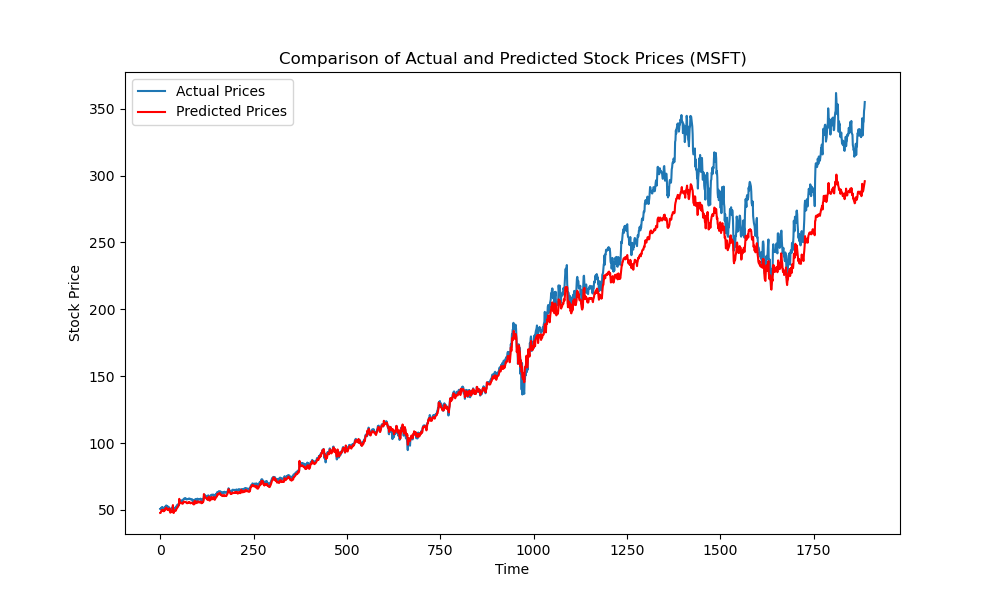 Comparison of Actual and Predicted Stock Prices (MSFT)
Actual Prices
Predicted Prices
Stock Price
350
300
250
200
150
100
50
0 250 500 750 1000 1250 1500 1750
Time